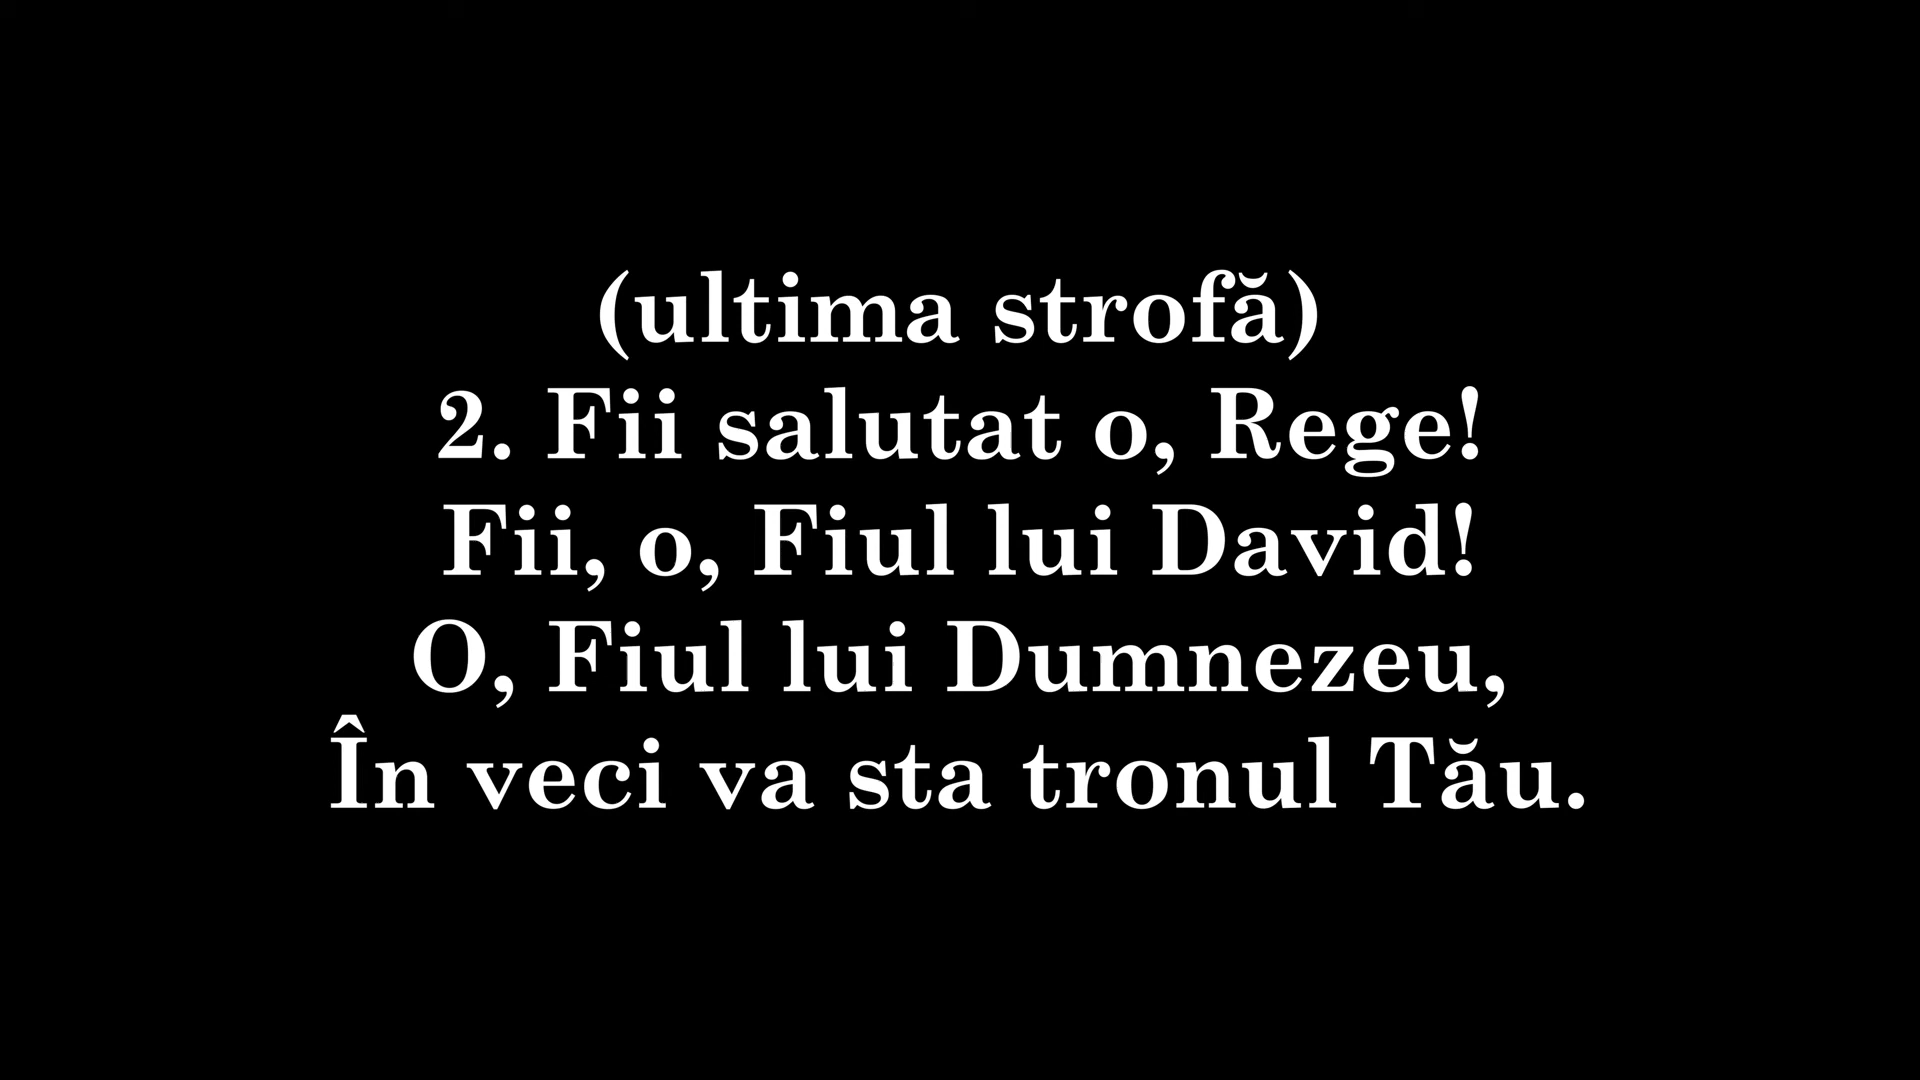 (ultima strofă)
2. Fii salutat o, Rege!
Fii, o, Fiul lui David!
O, Fiul lui Dumnezeu,
În veci va sta tronul Tău.